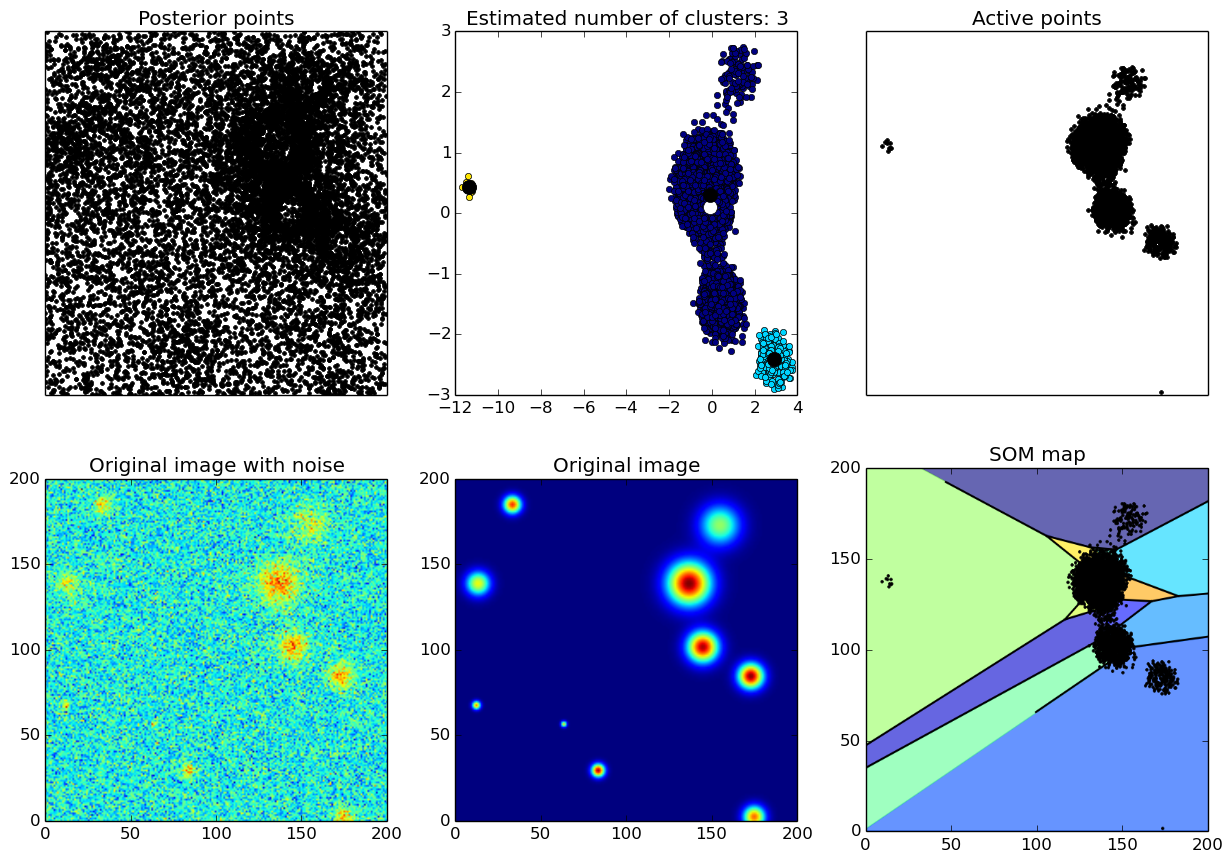 Posterior points
Estimated number of clusters: 3
Active points
3
2
1
0
−1
−2
−3
−12 −10 −8 −6 −4 −2 0 2 4
Original image with noise
Original image
SOM map
200
150
100
50
0
0 50 100 150 200
200
150
100
50
0
0 50 100 150 200
200
150
100
50
0
0 50 100 150 200